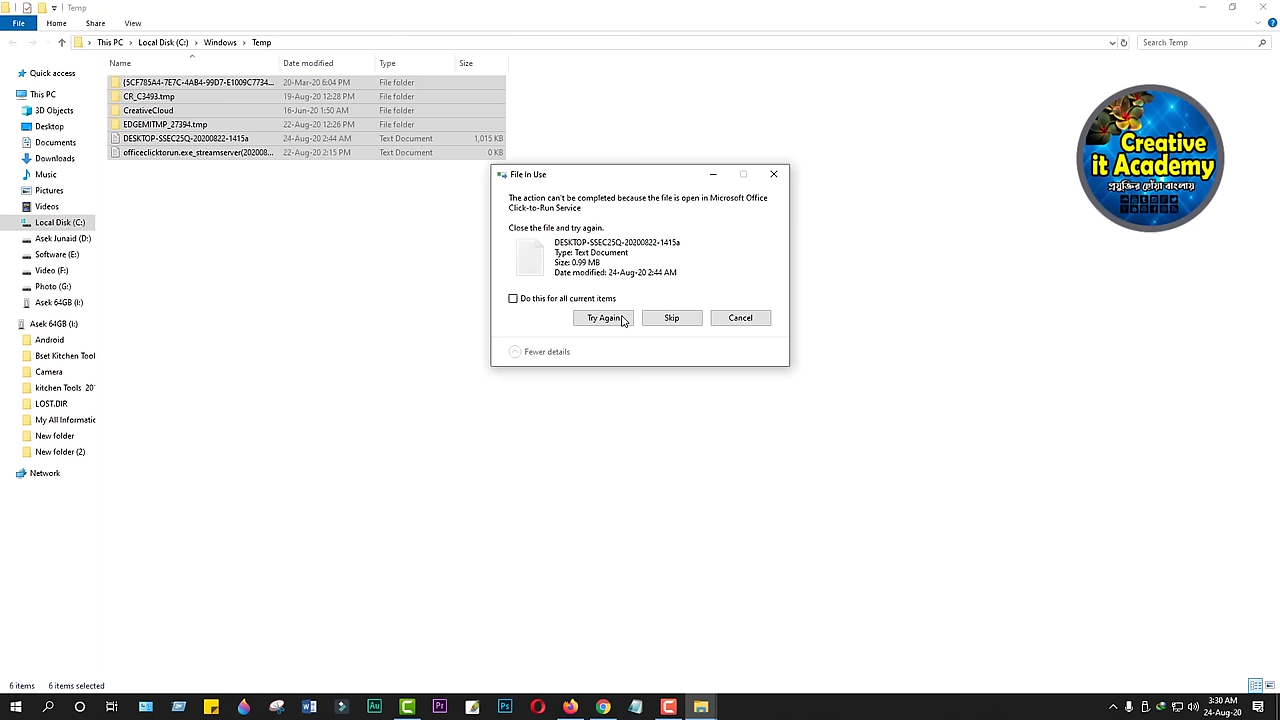 Temp
File
Home
Share
View
This PC
Local Disk (C:)
Windows
Temp
Search Temp
Name
Date modified
Type
Size
{5CF785A4-7E7C-4AB4-99D7-E1009C7734... 20-Mar-20 6:04 PM File folder
CR_C3493.tmp 19-Aug-20 12:28 PM File folder
CreativeCloud 16-Jun-20 1:50 AM File folder
EDGEMITMP_27394.tmp 22-Aug-20 12:26 PM File folder
DESKTOP-SSEC25Q-20200822-1415a 24-Aug-20 2:44 AM Text Document 1,015 KB
officeclicktorun.exe_streamserver(202008... 22-Aug-20 2:15 PM Text Document 0 KB
Quick access
This PC
3D Objects
Desktop
Documents
Downloads
Music
Pictures
Videos
Local Disk (C:)
Asek Junaid (D:)
Software (E:)
Video (F:)
Photo (G:)
Asek 64GB (I:)
Asek 64GB (I:)
Android
Bset Kitchen Tool
Camera
kitchen Tools 20
LOST.DIR
My All Informatic
New folder
New folder (2)
Network
File In Use
The action can't be completed because the file is open in Microsoft Office
Click-to-Run Service
Close the file and try again.
DESKTOP-SSEC25Q-20200822-1415a
Type: Text Document
Size: 0.99 MB
Date modified: 24-Aug-20 2:44 AM
Do this for all current items
Try Again
Skip
Cancel
Fewer details
Creative
it Academy
প্রযুক্তির ছোঁয়া বাংলায়
6 items
6 items selected
Au
Pr
Ps
3:30 AM
24-Aug-20